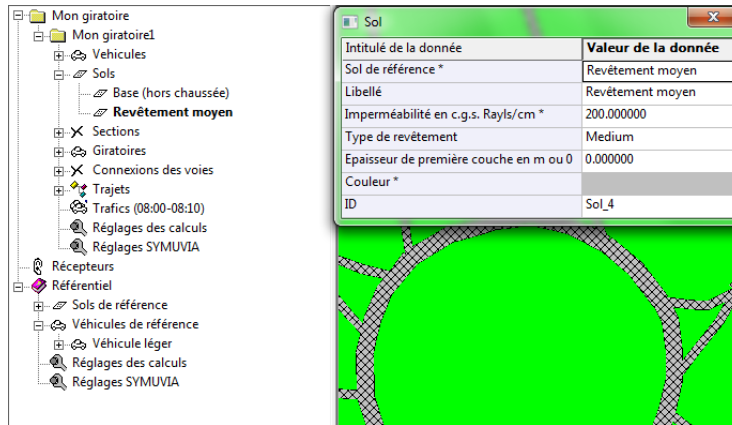 Mon giratoire
Mon giratoire1
Vehicules
Sols
Base (hors chaussée)
Revêtement moyen
Sections
Giratoires
Connexions des voies
Trajets
Trafics (08:00-08:10)
Réglages des calculs
Réglages SYMUVIA
Récepteurs
Référentiel
Sols de référence
Véhicules de référence
Véhicule léger
Réglages des calculs
Réglages SYMUVIA
Sol
Intitulé de la donnée Valeur de la donnée
Sol de référence * Revêtement moyen
Libellé Revêtement moyen
Imperméabilité en c.g.s. Rayls/cm * 200.000000
Type de revêtement Medium
Epaisseur de première couche en m ou 0 0.000000
Couleur *
ID Sol_4